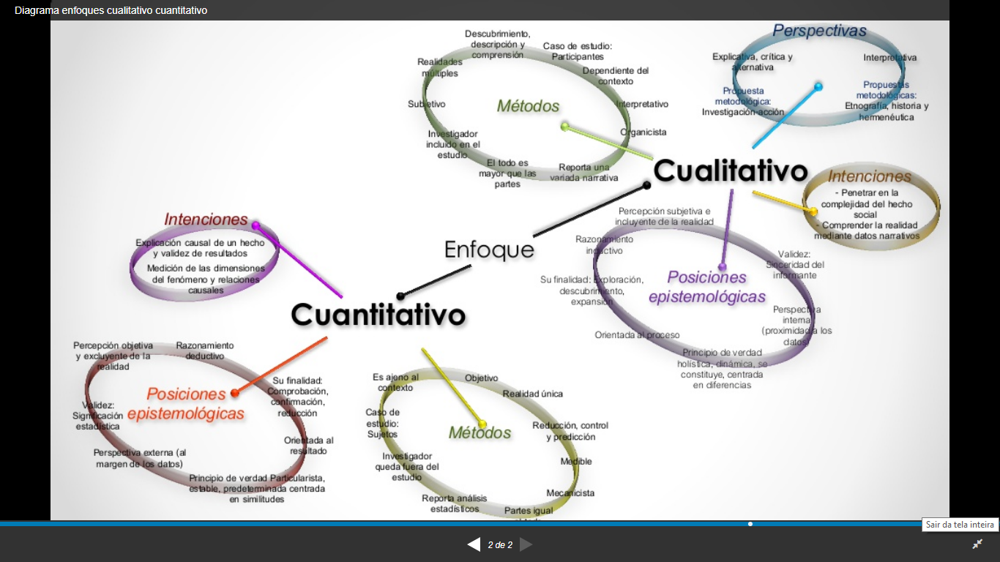 Diagrama enfoques cualitativo cuantitativo
Perspectivas
Explicativa, crítica y
alternativa
Interpretativa
Propuesta
metodológica:
Investigación-acción
Propuestas
metodológicas:
Etnografía, historia y
hermenéutica
Descubrimiento,
descripción y
comprensión
Caso de estudio:
Participantes
Realidades
múltiples
Dependiente del
contexto
Subjetivo
Métodos
Interpretativo
Investigador
incluido en el
estudio
Organicista
El todo es
mayor que las
partes
Reporta una
variada narrativa
Cualitativo
Intenciones
- Penetrar en la
complejidad del hecho
social
- Comprender la realidad
mediante datos narrativos
Percepción subjetiva e
incluyente de la realidad
Razonamiento
inductivo
Validez:
Sinceridad del
informante
Su finalidad: Exploración,
descubrimiento,
expansión
Posiciones
epistemológicas
Perspectiva
interna
(proximidad a los
datos)
Orientada al proceso
Principio de verdad
holística, dinámica, se
constituye, centrada
en diferencias
Enfoque
Intenciones
Explicación causal de un hecho
y validez de resultados
Medición de las dimensiones
del fenómeno y relaciones
causales
Cuantitativo
Percepción objetiva
y excluyente de la
realidad
Razonamiento
deductivo
Su finalidad:
Comprobación,
confirmación,
reducción
Posiciones
epistemológicas
Validez:
Significación
estadística
Orientada al
resultado
Perspectiva externa (al
margen de los datos)
Principio de verdad Particularista,
estable, predeterminada centrada
en similitudes
Es ajeno al
contexto
Objetivo
Realidad única
Caso de
estudio:
Sujetos
Métodos
Reducción, control
y predicción
Investigador
queda fuera del
estudio
Medible
Mecanicista
Reporta análisis
estadísticos
Partes igual
Sair da tela inteira
2 de 2